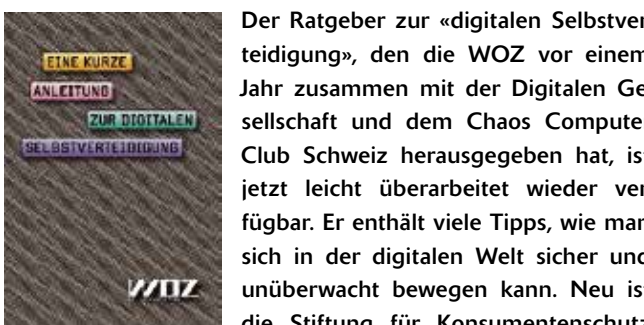 EINE KURZE
ANLEITUNG
ZUR DIGITALEN
SELBSTVERTEIDIGUNG
WOZ
Der Ratgeber zur «digitalen Selbstver
teidigung», den die WOZ vor einem
Jahr zusammen mit der Digitalen Ge
sellschaft und dem Chaos Compute
Club Schweiz herausgegeben hat, is
jetzt leicht überarbeitet wieder ver
fügbar. Er enthält viele Tipps, wie man
sich in der digitalen Welt sicher und
unüberwacht bewegen kann. Neu is
die Stiftung für Konsumentenschutz